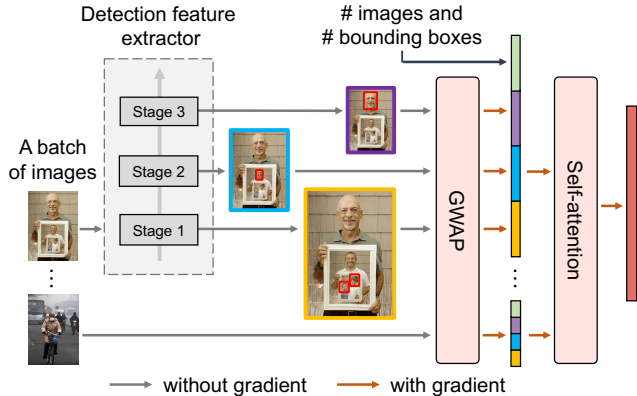 Detection feature
extractor
# images and
# bounding boxes
Stage 3
A batch
of images
Stage 2
Stage 1
GWAP
Self-attention
...
...
without gradient
with gradient